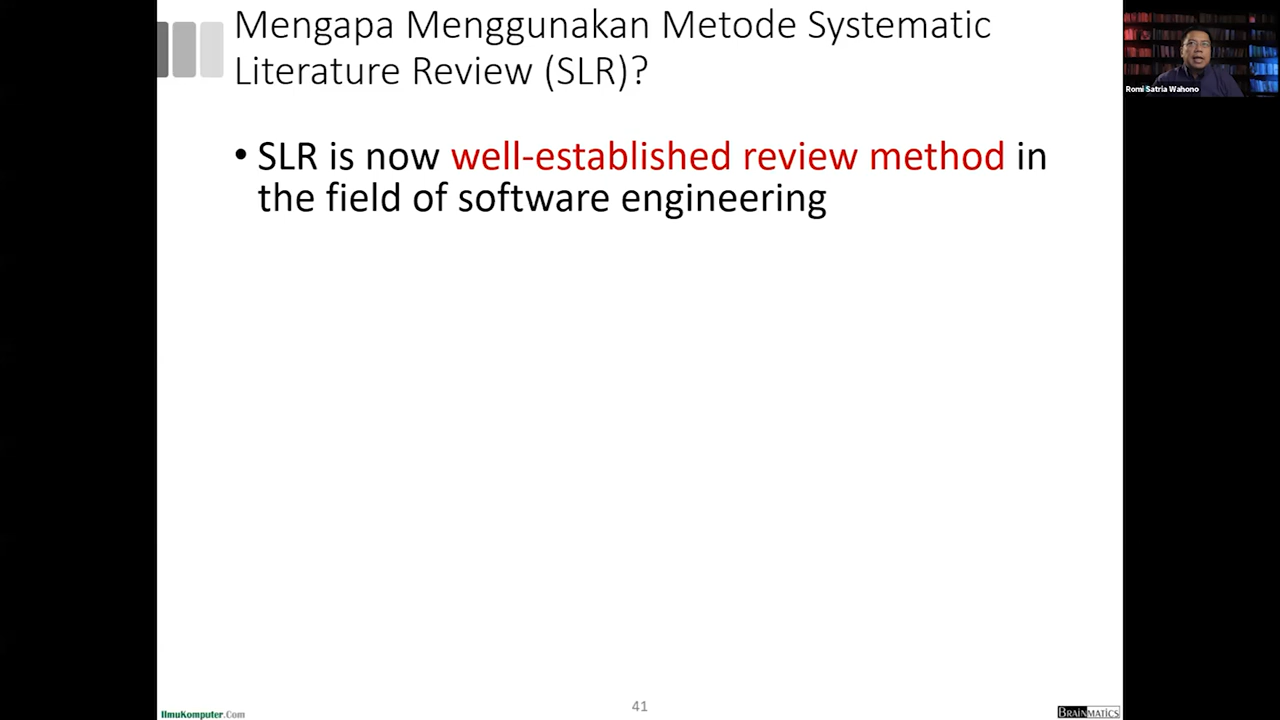 Mengapa Menggunakan Metode Systematic
Literature Review (SLR)?
Romi Satria Wahono
• SLR is now well-established review method in
the field of software engineering
IlmuKomputer.Com
41
BRAINMATICS